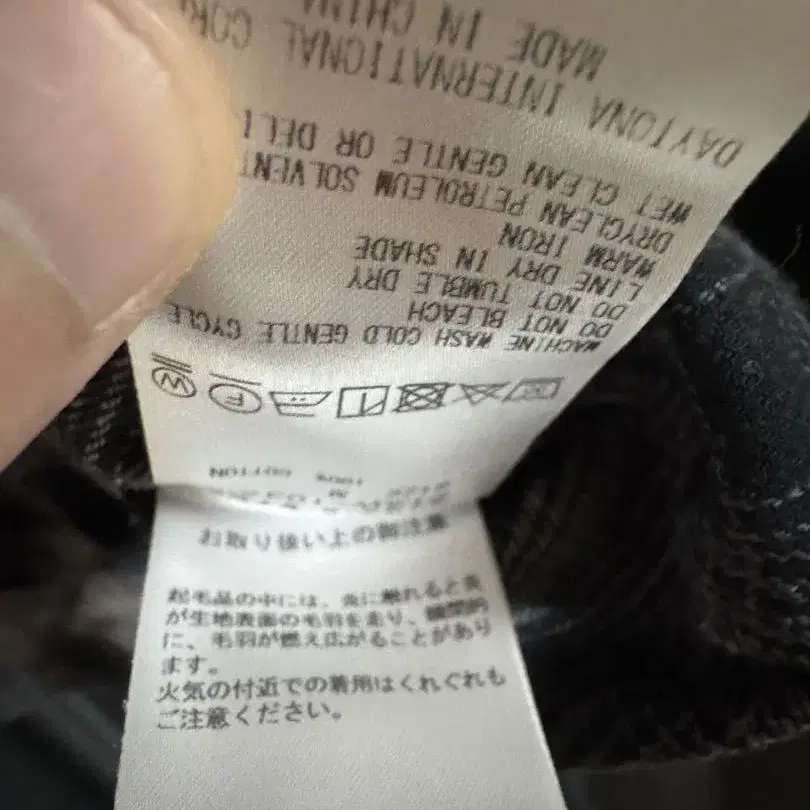 MACHINE WASH COLD GENTLE CYCLE
DO NOT BLEACH
DO NOT TUMBLE DRY
LINE DRY IN SHADE
WARM IRON
DRYCLEAN PETROLEUM SOLVENT
WET CLEAN GENTLE OR DELI
DAYTONA INTERNATIONAL COR
MADE IN CHINA
W
F
100% COTTON
お取り扱い上の御注意
起毛品の中には、炎に触れると炎
が生地表面の毛羽を走り、瞬間的
に、毛羽が燃え広がることがあり
ます。
火気の付近での着用はくれぐれも
ご注意ください。